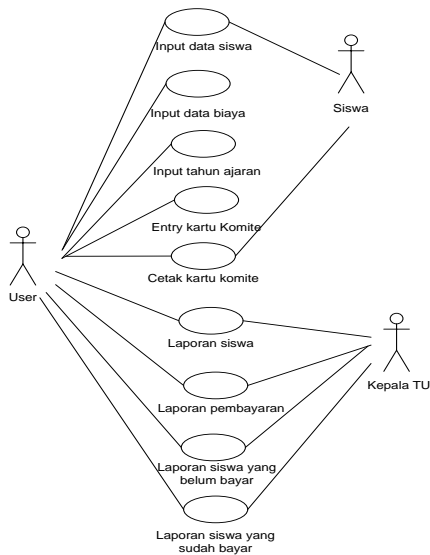 Input data siswa
Siswa
Input data biaya
Input tahun ajaran
Entry kartu Komite
Cetak kartu komite
User
Laporan siswa
Kepala TU
Laporan pembayaran
Laporan siswa yang
belum bayar
Laporan siswa yang
sudah bayar